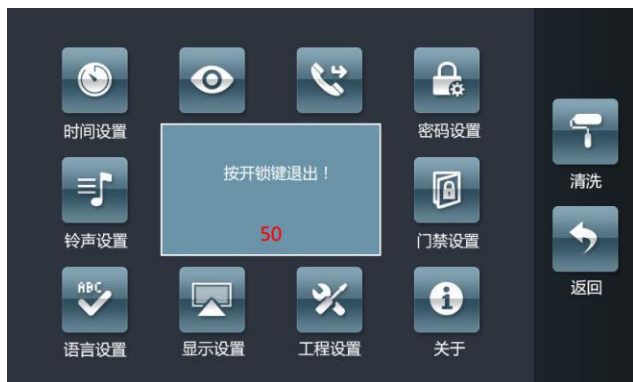 时间设置
密码设置
按开锁键退出！
50
清洗
铃声设置
门禁设置
返回
ABC
语言设置
显示设置
工程设置
关于